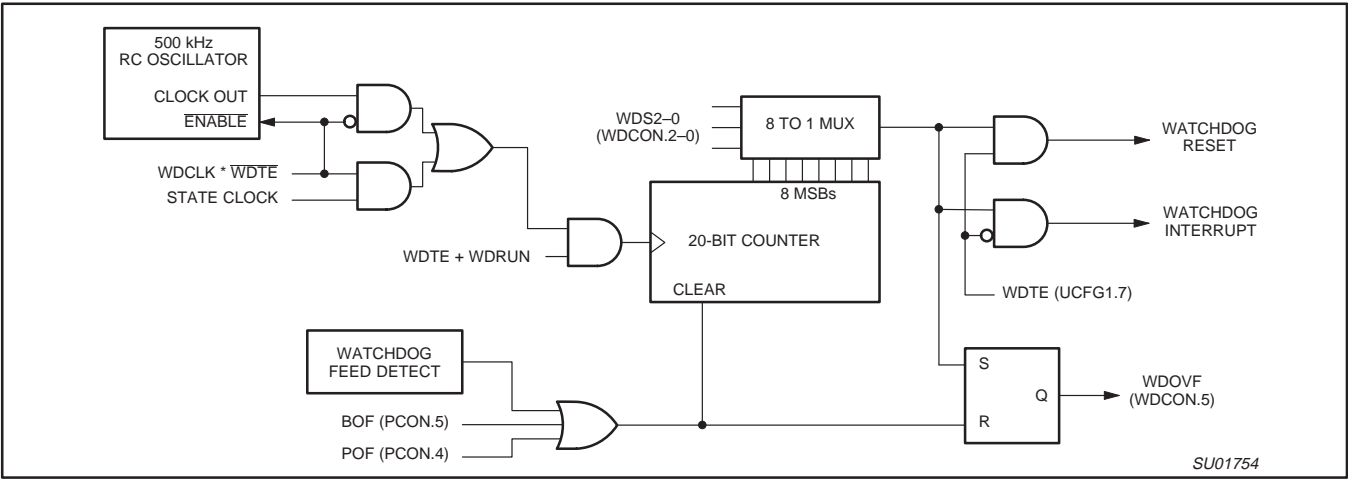 500 kHz
RC OSCILLATOR
CLOCK OUT
ENABLE
WDCLK * WDTE
STATE CLOCK
WDTE + WDRUN
WDS2–0
(WDCON.2–0)
8 TO 1 MUX
8 MSBs
20-BIT COUNTER
CLEAR
WATCHDOG
RESET
WATCHDOG
INTERRUPT
WDTE (UCFG1.7)
WATCHDOG
FEED DETECT
BOF (PCON.5)
POF (PCON.4)
S
Q
R
WDOVF
(WDCON.5)
SU01754